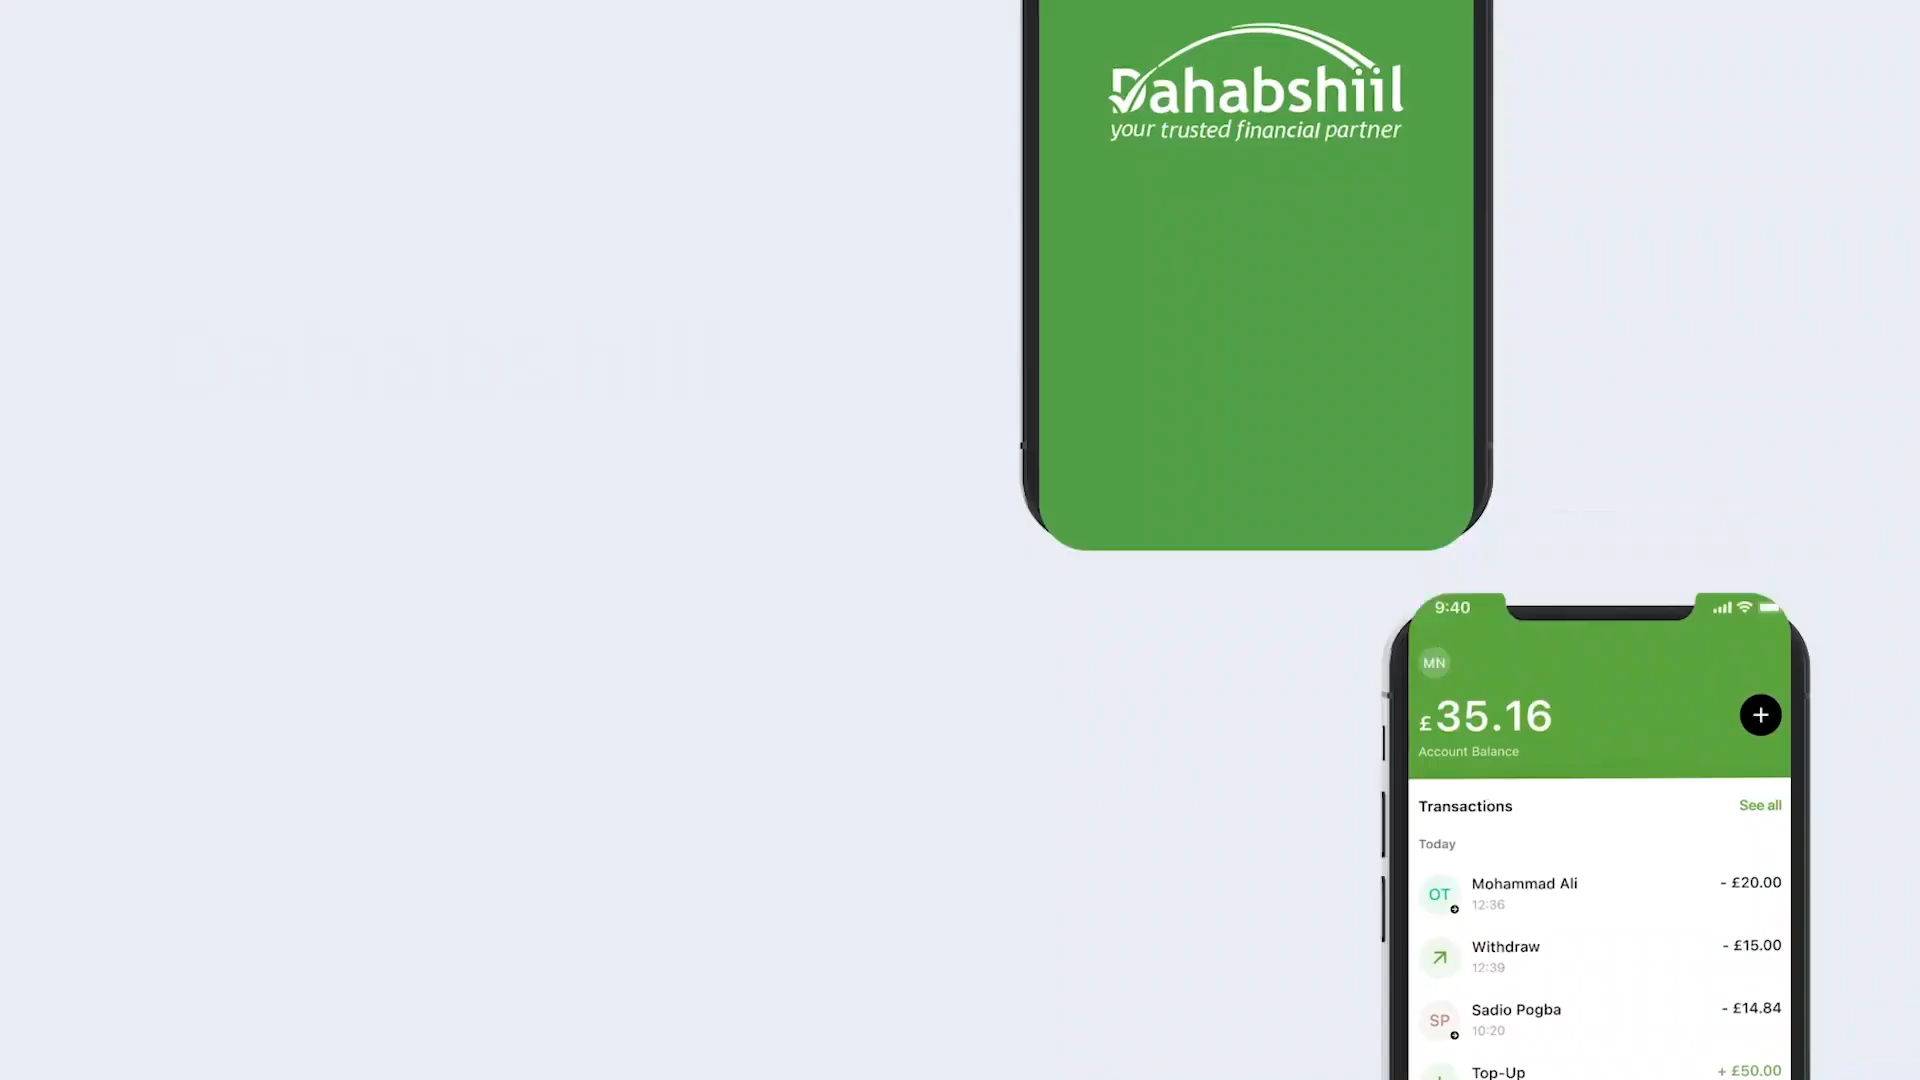 Dahabshiil
your trusted financial partner
Dahabshiil
9:40
MN
£35.16
Account Balance
Transactions
See all
Today
OT
Mohammad Ali
- £20.00
12:36
Withdraw
- £15.00
12:39
SP
Sadio Pogba
- £14.84
10:20
Top-Up
+ £50.00